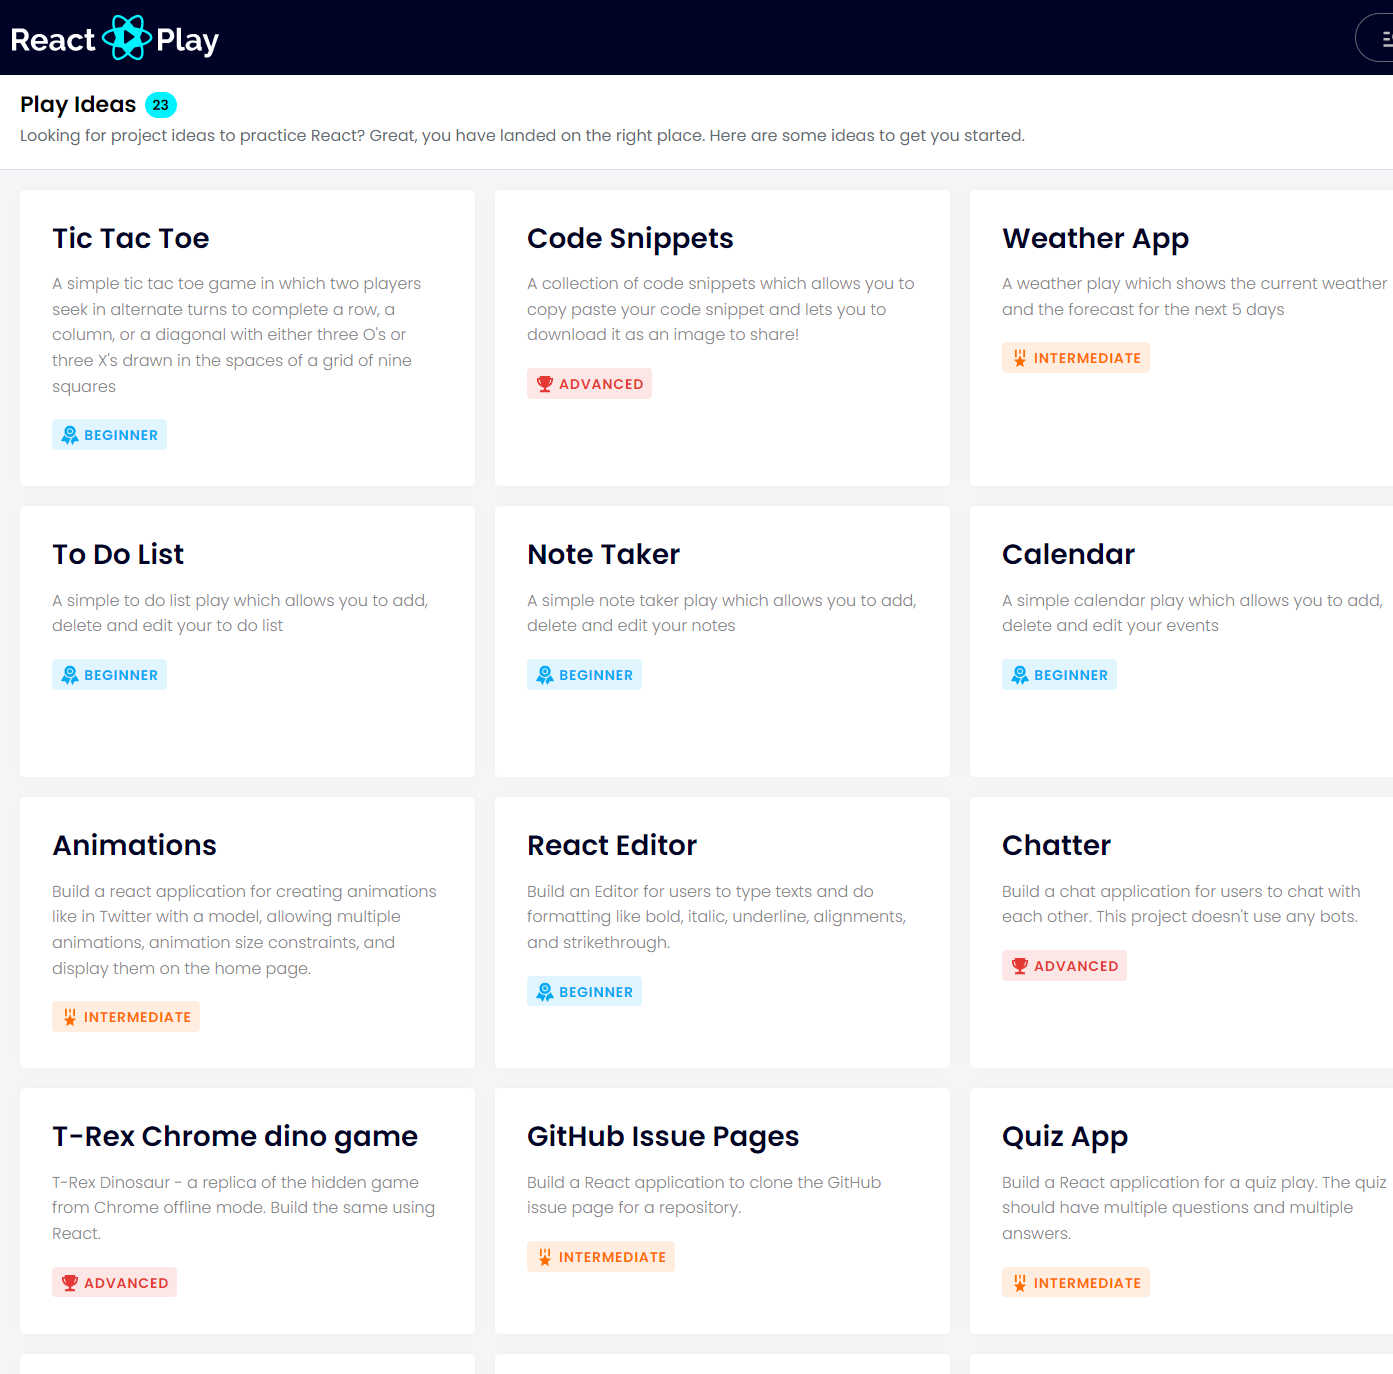 React Play
Play Ideas 23
Looking for project ideas to practice React? Great, you have landed on the right place. Here are some ideas to get you started.
Tic Tac Toe
A simple tic tac toe game in which two players
seek in alternate turns to complete a row, a
column, or a diagonal with either three O's or
three X's drawn in the spaces of a grid of nine
squares
BEGINNER
Code Snippets
A collection of code snippets which allows you to
copy paste your code snippet and lets you to
download it as an image to share!
ADVANCED
Weather App
A weather play which shows the current weather
and the forecast for the next 5 days
INTERMEDIATE
To Do List
A simple to do list play which allows you to add,
delete and edit your to do list
BEGINNER
Note Taker
A simple note taker play which allows you to add,
delete and edit your notes
BEGINNER
Calendar
A simple calendar play which allows you to add,
delete and edit your events
BEGINNER
Animations
Build a react application for creating animations
like in Twitter with a model, allowing multiple
animations, animation size constraints, and
display them on the home page.
INTERMEDIATE
React Editor
Build an Editor for users to type texts and do
formatting like bold, italic, underline, alignments,
and strikethrough.
BEGINNER
Chatter
Build a chat application for users to chat with
each other. This project doesn't use any bots.
ADVANCED
T-Rex Chrome dino game
T-Rex Dinosaur - a replica of the hidden game
from Chrome offline mode. Build the same using
React.
ADVANCED
GitHub Issue Pages
Build a React application to clone the GitHub
issue page for a repository.
INTERMEDIATE
Quiz App
Build a React application for a quiz play. The quiz
should have multiple questions and multiple
answers.
INTERMEDIATE